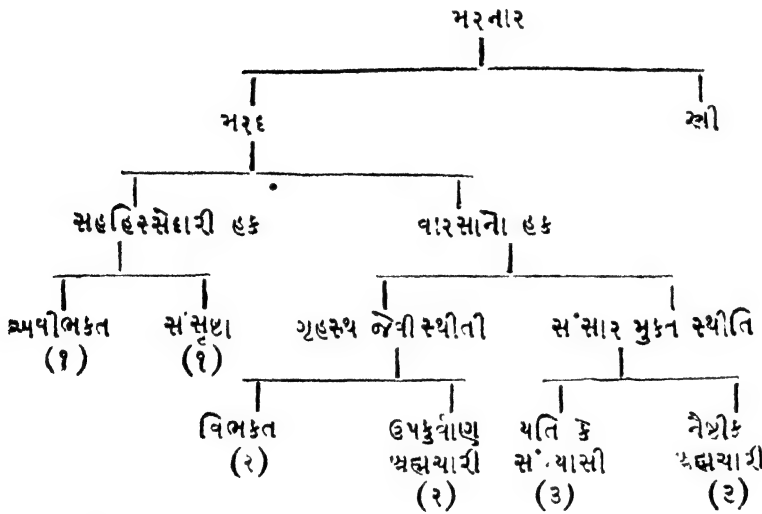 મરનાર
મરદ સ્ત્રી
સહહિસ્સેદારી હક વારસાનો હક
અવીભકત સંસૃષ્ટા ગૃહસ્થ જેવીસ્થીતી સંસાર મુકત સ્થીતિ
(૧) (૧)
વિભકત ઉપકુર્વાણ યતિ કે નૈષ્ટીક
(૨) બ્રહ્મચારી સંન્યાસી બ્રહ્મચારી
(૨) (૩) (૨)